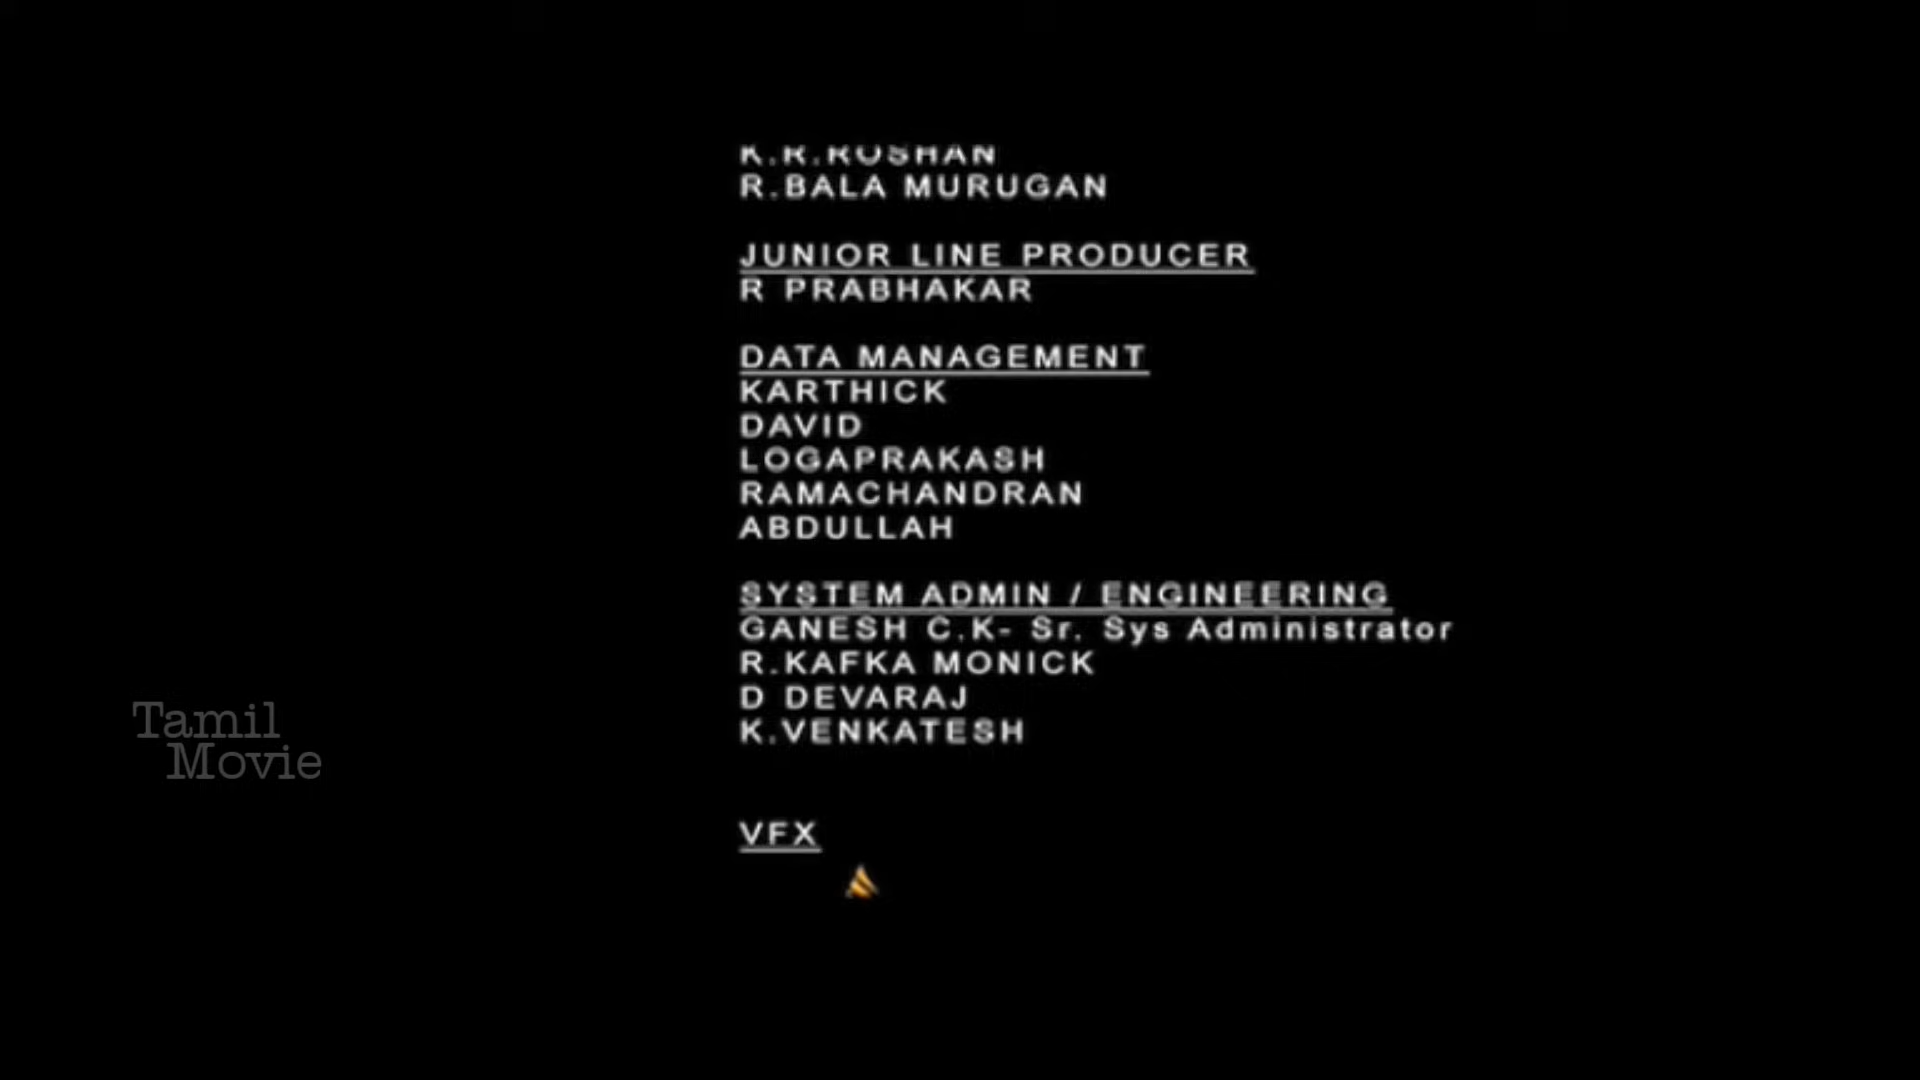 K.R.ROSHAN
R.BALA MURUGAN
JUNIOR LINE PRODUCER
R PRABHAKAR
DATA MANAGEMENT
KARTHICK
DAVID
LOGAPRAKASH
RAMACHANDRAN
ABDULLAH
SYSTEM ADMIN / ENGINEERING
GANESH C.K- Sr. Sys Administrator
R.KAFKA MONICK
D DEVARAJ
K.VENKATESH
Tamil
Movie
VFX